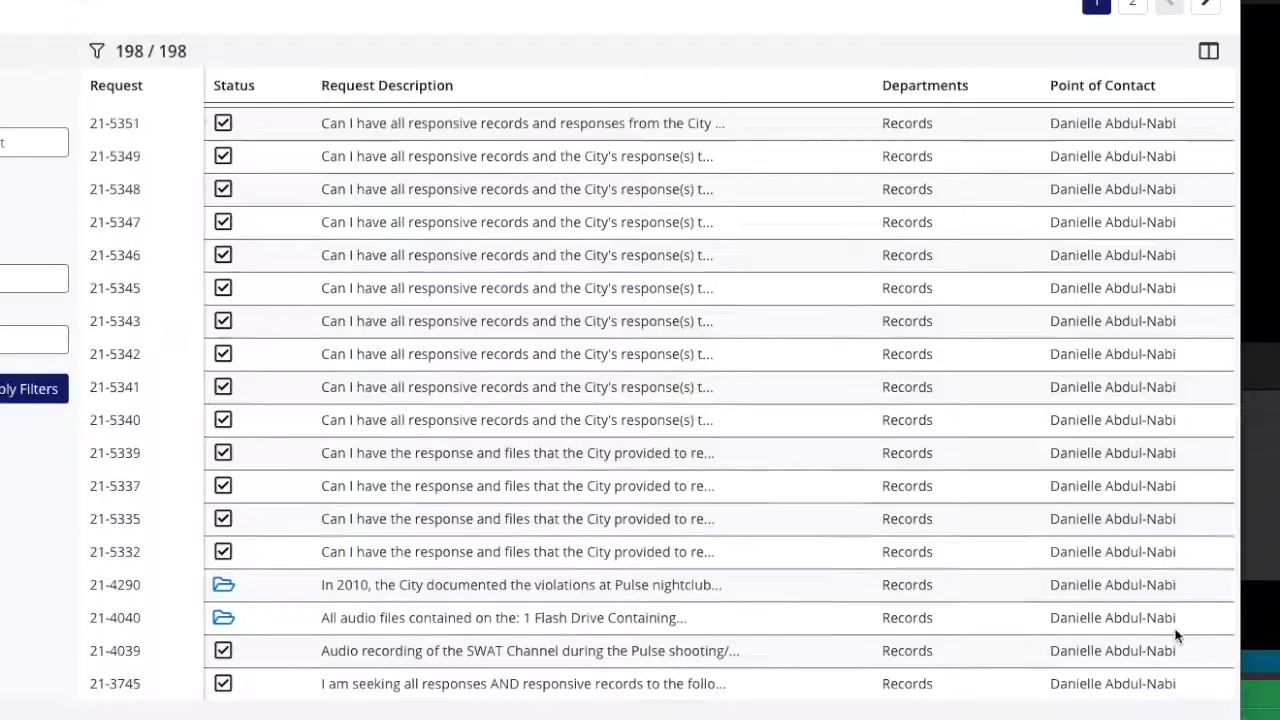 1 2
198 / 198
Request Status Request Description Departments Point of Contact
21-5351 Can I have all responsive records and responses from the City ... Records Danielle Abdul-Nabi
t
21-5349 Can I have all responsive records and the City's response(s) t... Records Danielle Abdul-Nabi
21-5348 Can I have all responsive records and the City's response(s) t... Records Danielle Abdul-Nabi
21-5347 Can I have all responsive records and the City's response(s) t... Records Danielle Abdul-Nabi
21-5346 Can I have all responsive records and the City's response(s) t... Records Danielle Abdul-Nabi
21-5345 Can I have all responsive records and the City's response(s) t... Records Danielle Abdul-Nabi
21-5343 Can I have all responsive records and the City's response(s) t... Records Danielle Abdul-Nabi
21-5342 Can I have all responsive records and the City's response(s) t... Records Danielle Abdul-Nabi
21-5341 Can I have all responsive records and the City's response(s) t... Records Danielle Abdul-Nabi
ply Filters
21-5340 Can I have all responsive records and the City's response(s) t... Records Danielle Abdul-Nabi
21-5339 Can I have the response and files that the City provided to re... Records Danielle Abdul-Nabi
21-5337 Can I have the response and files that the City provided to re... Records Danielle Abdul-Nabi
21-5335 Can I have the response and files that the City provided to re... Records Danielle Abdul-Nabi
21-5332 Can I have the response and files that the City provided to re... Records Danielle Abdul-Nabi
21-4290 In 2010, the City documented the violations at Pulse nightclub... Records Danielle Abdul-Nabi
21-4040 All audio files contained on the: 1 Flash Drive Containing... Records Danielle Abdul-Nabi
21-4039 Audio recording of the SWAT Channel during the Pulse shooting/... Records Danielle Abdul-Nabi
21-3745 I am seeking all responses AND responsive records to the follo... Records Danielle Abdul-Nabi